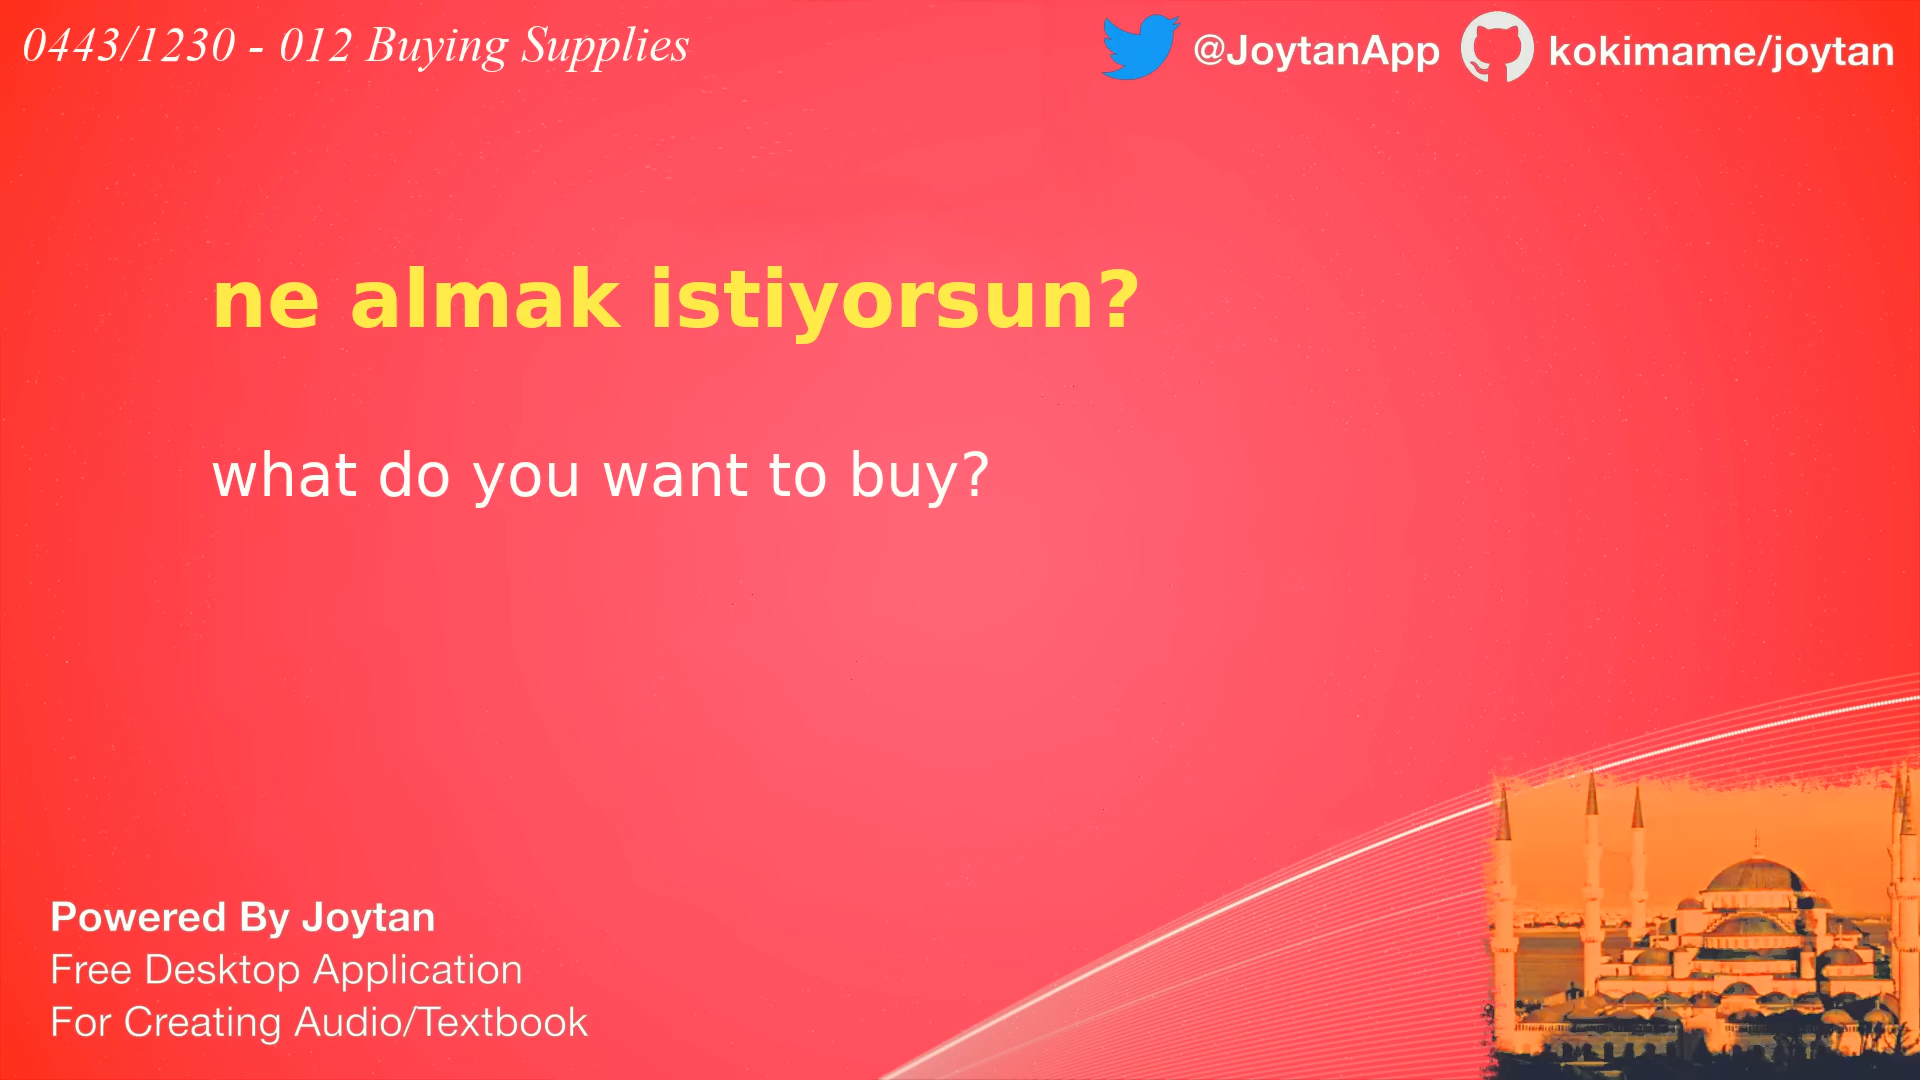 0443/1230 - 012 Buying Supplies
@JoytanApp kokimame/joytan
ne almak istiyorsun?
what do you want to buy?
Powered By Joytan
Free Desktop Application
For Creating Audio/Textbook